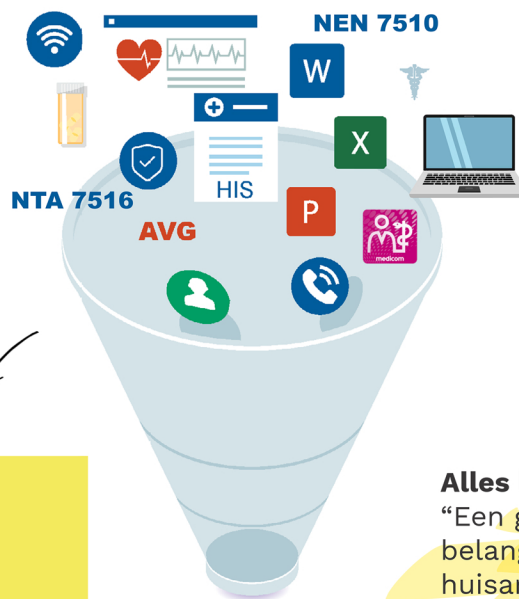 NEN 7510
W
X
HIS
NTA 7516
P
AVG
medicom
Alles
“Een g
belang
huisar